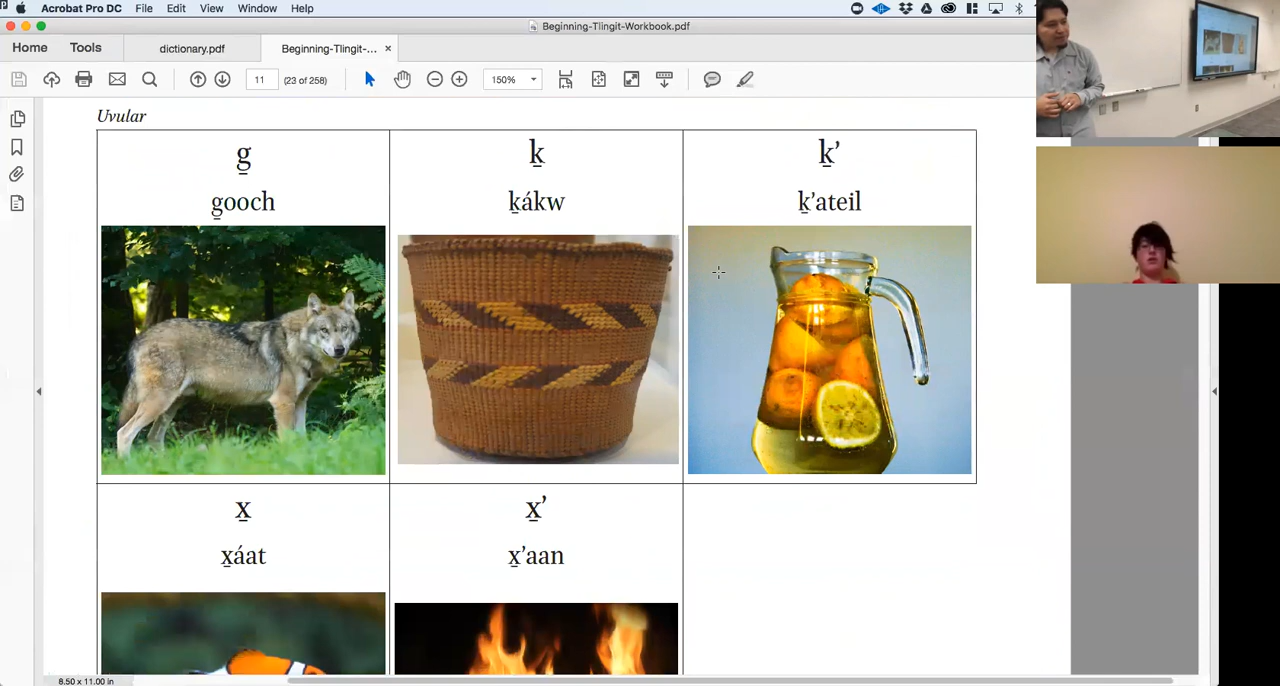 Acrobat Pro DC File Edit View Window Help
Beginning-Tlingit-Workbook.pdf
Home Tools dictionary.pdf Beginning-Tlingit-... ×
11 (23 of 258) 150%
Uvular
g̱ ḵ ḵ’
g̱ooch ḵákw ḵ’ateil
x̱ x̱’
x̱áat x̱’aan
8.50 x 11.00 in